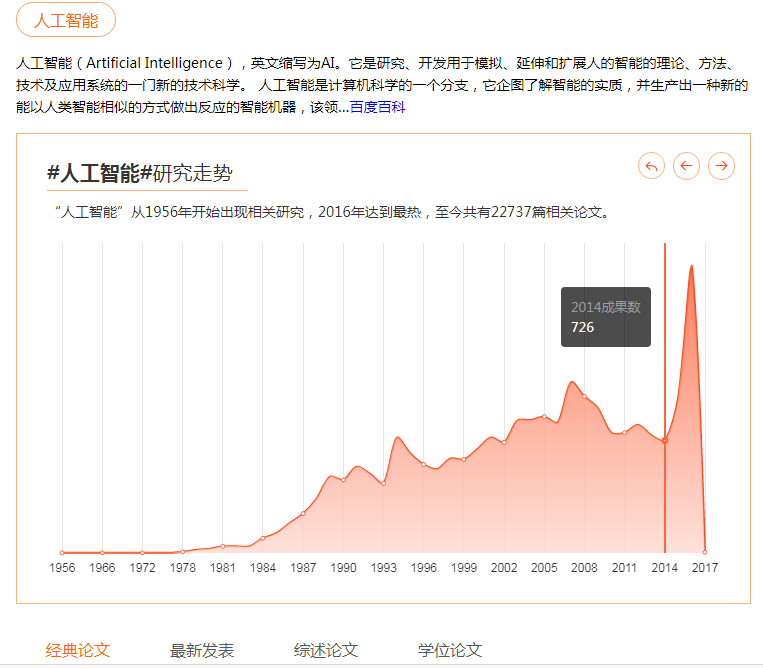 人工智能
人工智能（Artificial Intelligence），英文缩写为AI。它是研究、开发用于模拟、延伸和扩展人的智能的理论、方法、
技术及应用系统的一门新的技术科学。 人工智能是计算机科学的一个分支，它企图了解智能的实质，并生产出一种新的
能以人类智能相似的方式做出反应的智能机器，该领...百度百科
#人工智能#研究走势
“人工智能”从1956年开始出现相关研究，2016年达到最热，至今共有22737篇相关论文。
2014成果数
726
1956 1966 1972 1978 1981 1984 1987 1990 1993 1996 1999 2002 2005 2008 2011 2014 2017
经典论文 最新发表 综述论文 学位论文